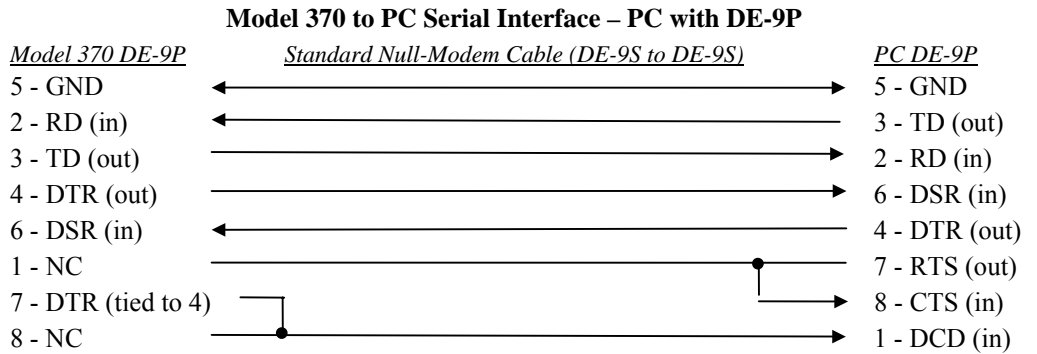 Model 370 to PC Serial Interface – PC with DE-9P
Model 370 DE-9P Standard Null-Modem Cable (DE-9S to DE-9S) PC DE-9P
5 - GND 5 - GND
2 - RD (in) 3 - TD (out)
3 - TD (out) 2 - RD (in)
4 - DTR (out) 6 - DSR (in)
6 - DSR (in) 4 - DTR (out)
1 - NC 7 - RTS (out)
7 - DTR (tied to 4) 8 - CTS (in)
8 - NC 1 - DCD (in)